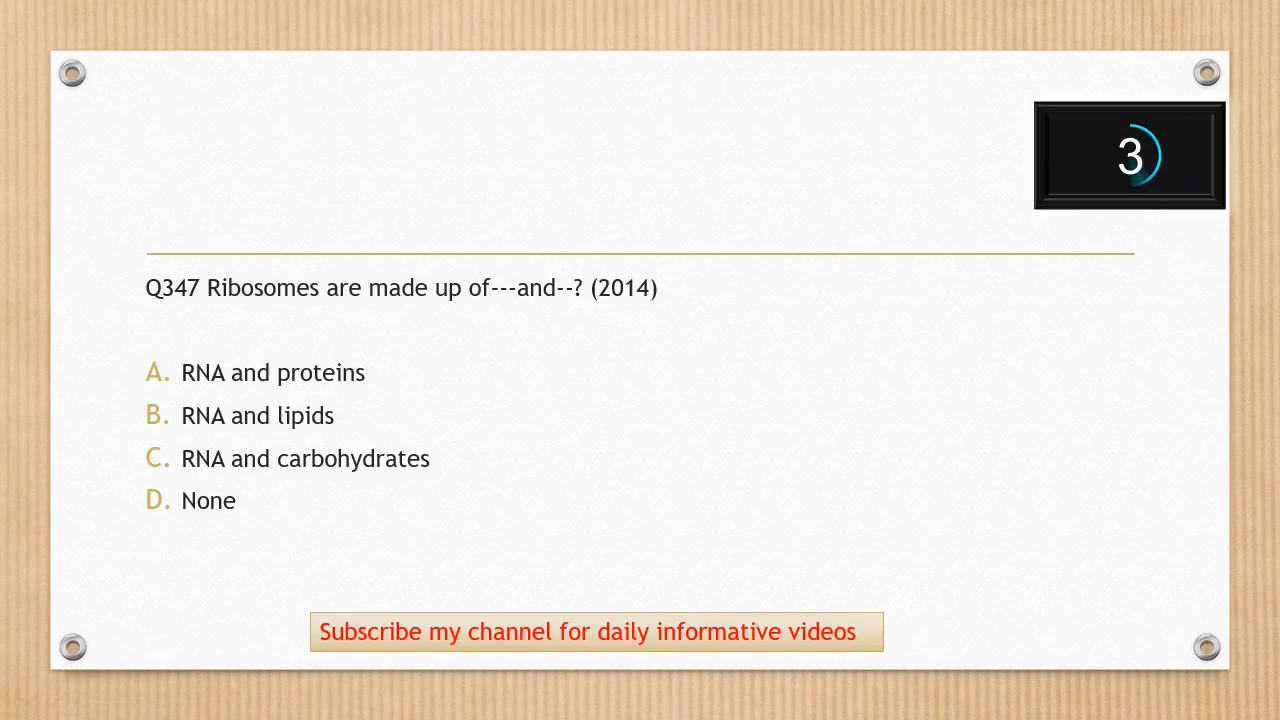 3
Q347 Ribosomes are made up of---and--? (2014)
A. RNA and proteins
B. RNA and lipids
C. RNA and carbohydrates
D. None
Subscribe my channel for daily informative videos